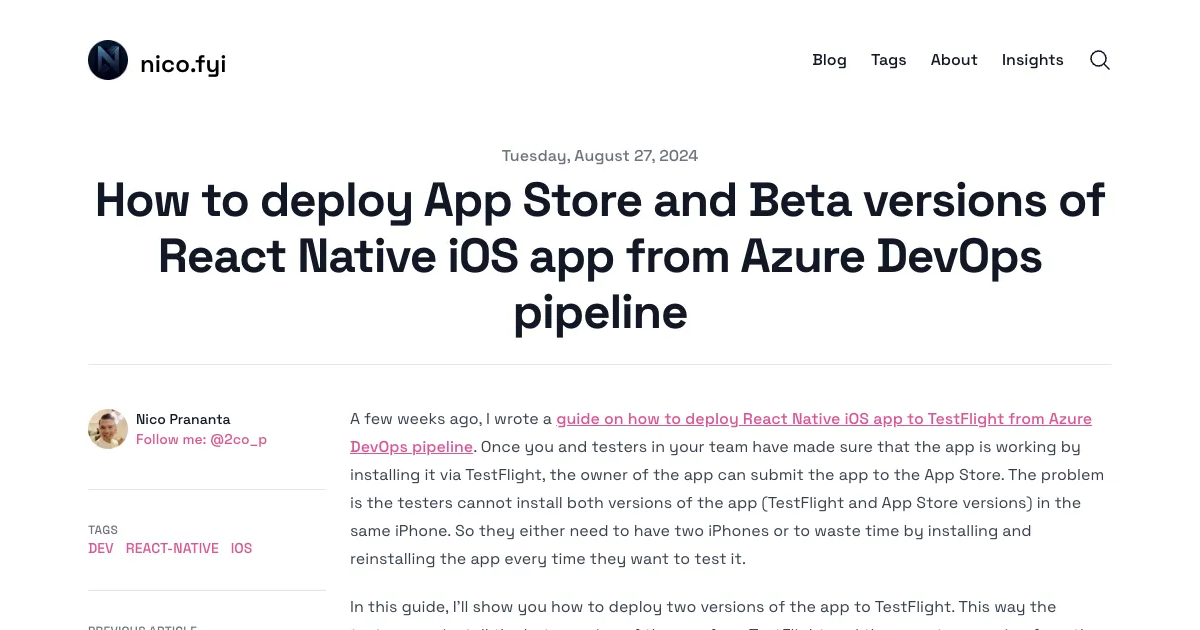 nico.fyi
Blog Tags About Insights
Tuesday, August 27, 2024
How to deploy App Store and Beta versions of
React Native iOS app from Azure DevOps
pipeline
Nico Prananta
Follow me: @2co_p
TAGS
DEV REACT-NATIVE IOS
PREVIOUS ARTICLE
A few weeks ago, I wrote a guide on how to deploy React Native iOS app to TestFlight from Azure
DevOps pipeline. Once you and testers in your team have made sure that the app is working by
installing it via TestFlight, the owner of the app can submit the app to the App Store. The problem
is the testers cannot install both versions of the app (TestFlight and App Store versions) in the
same iPhone. So they either need to have two iPhones or to waste time by installing and
reinstalling the app every time they want to test it.
In this guide, I'll show you how to deploy two versions of the app to TestFlight. This way the